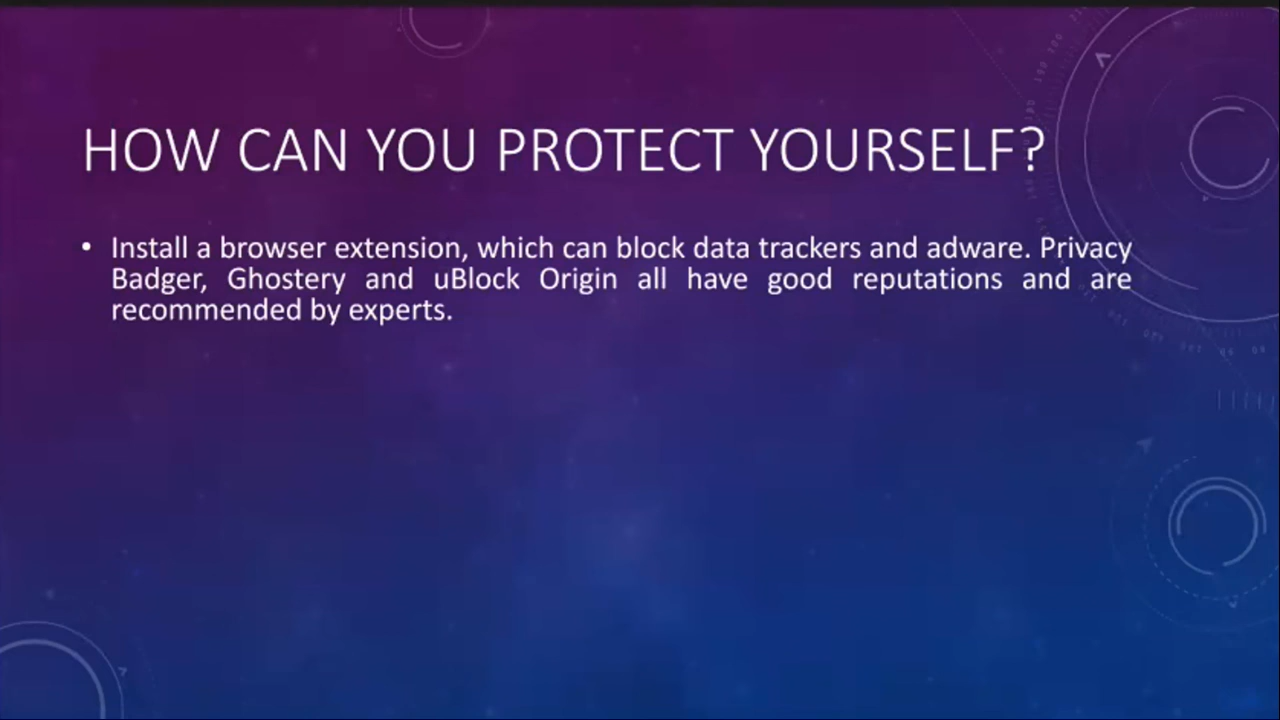 HOW CAN YOU PROTECT YOURSELF?
• Install a browser extension, which can block data trackers and adware. Privacy
Badger, Ghostery and uBlock Origin all have good reputations and are
recommended by experts.